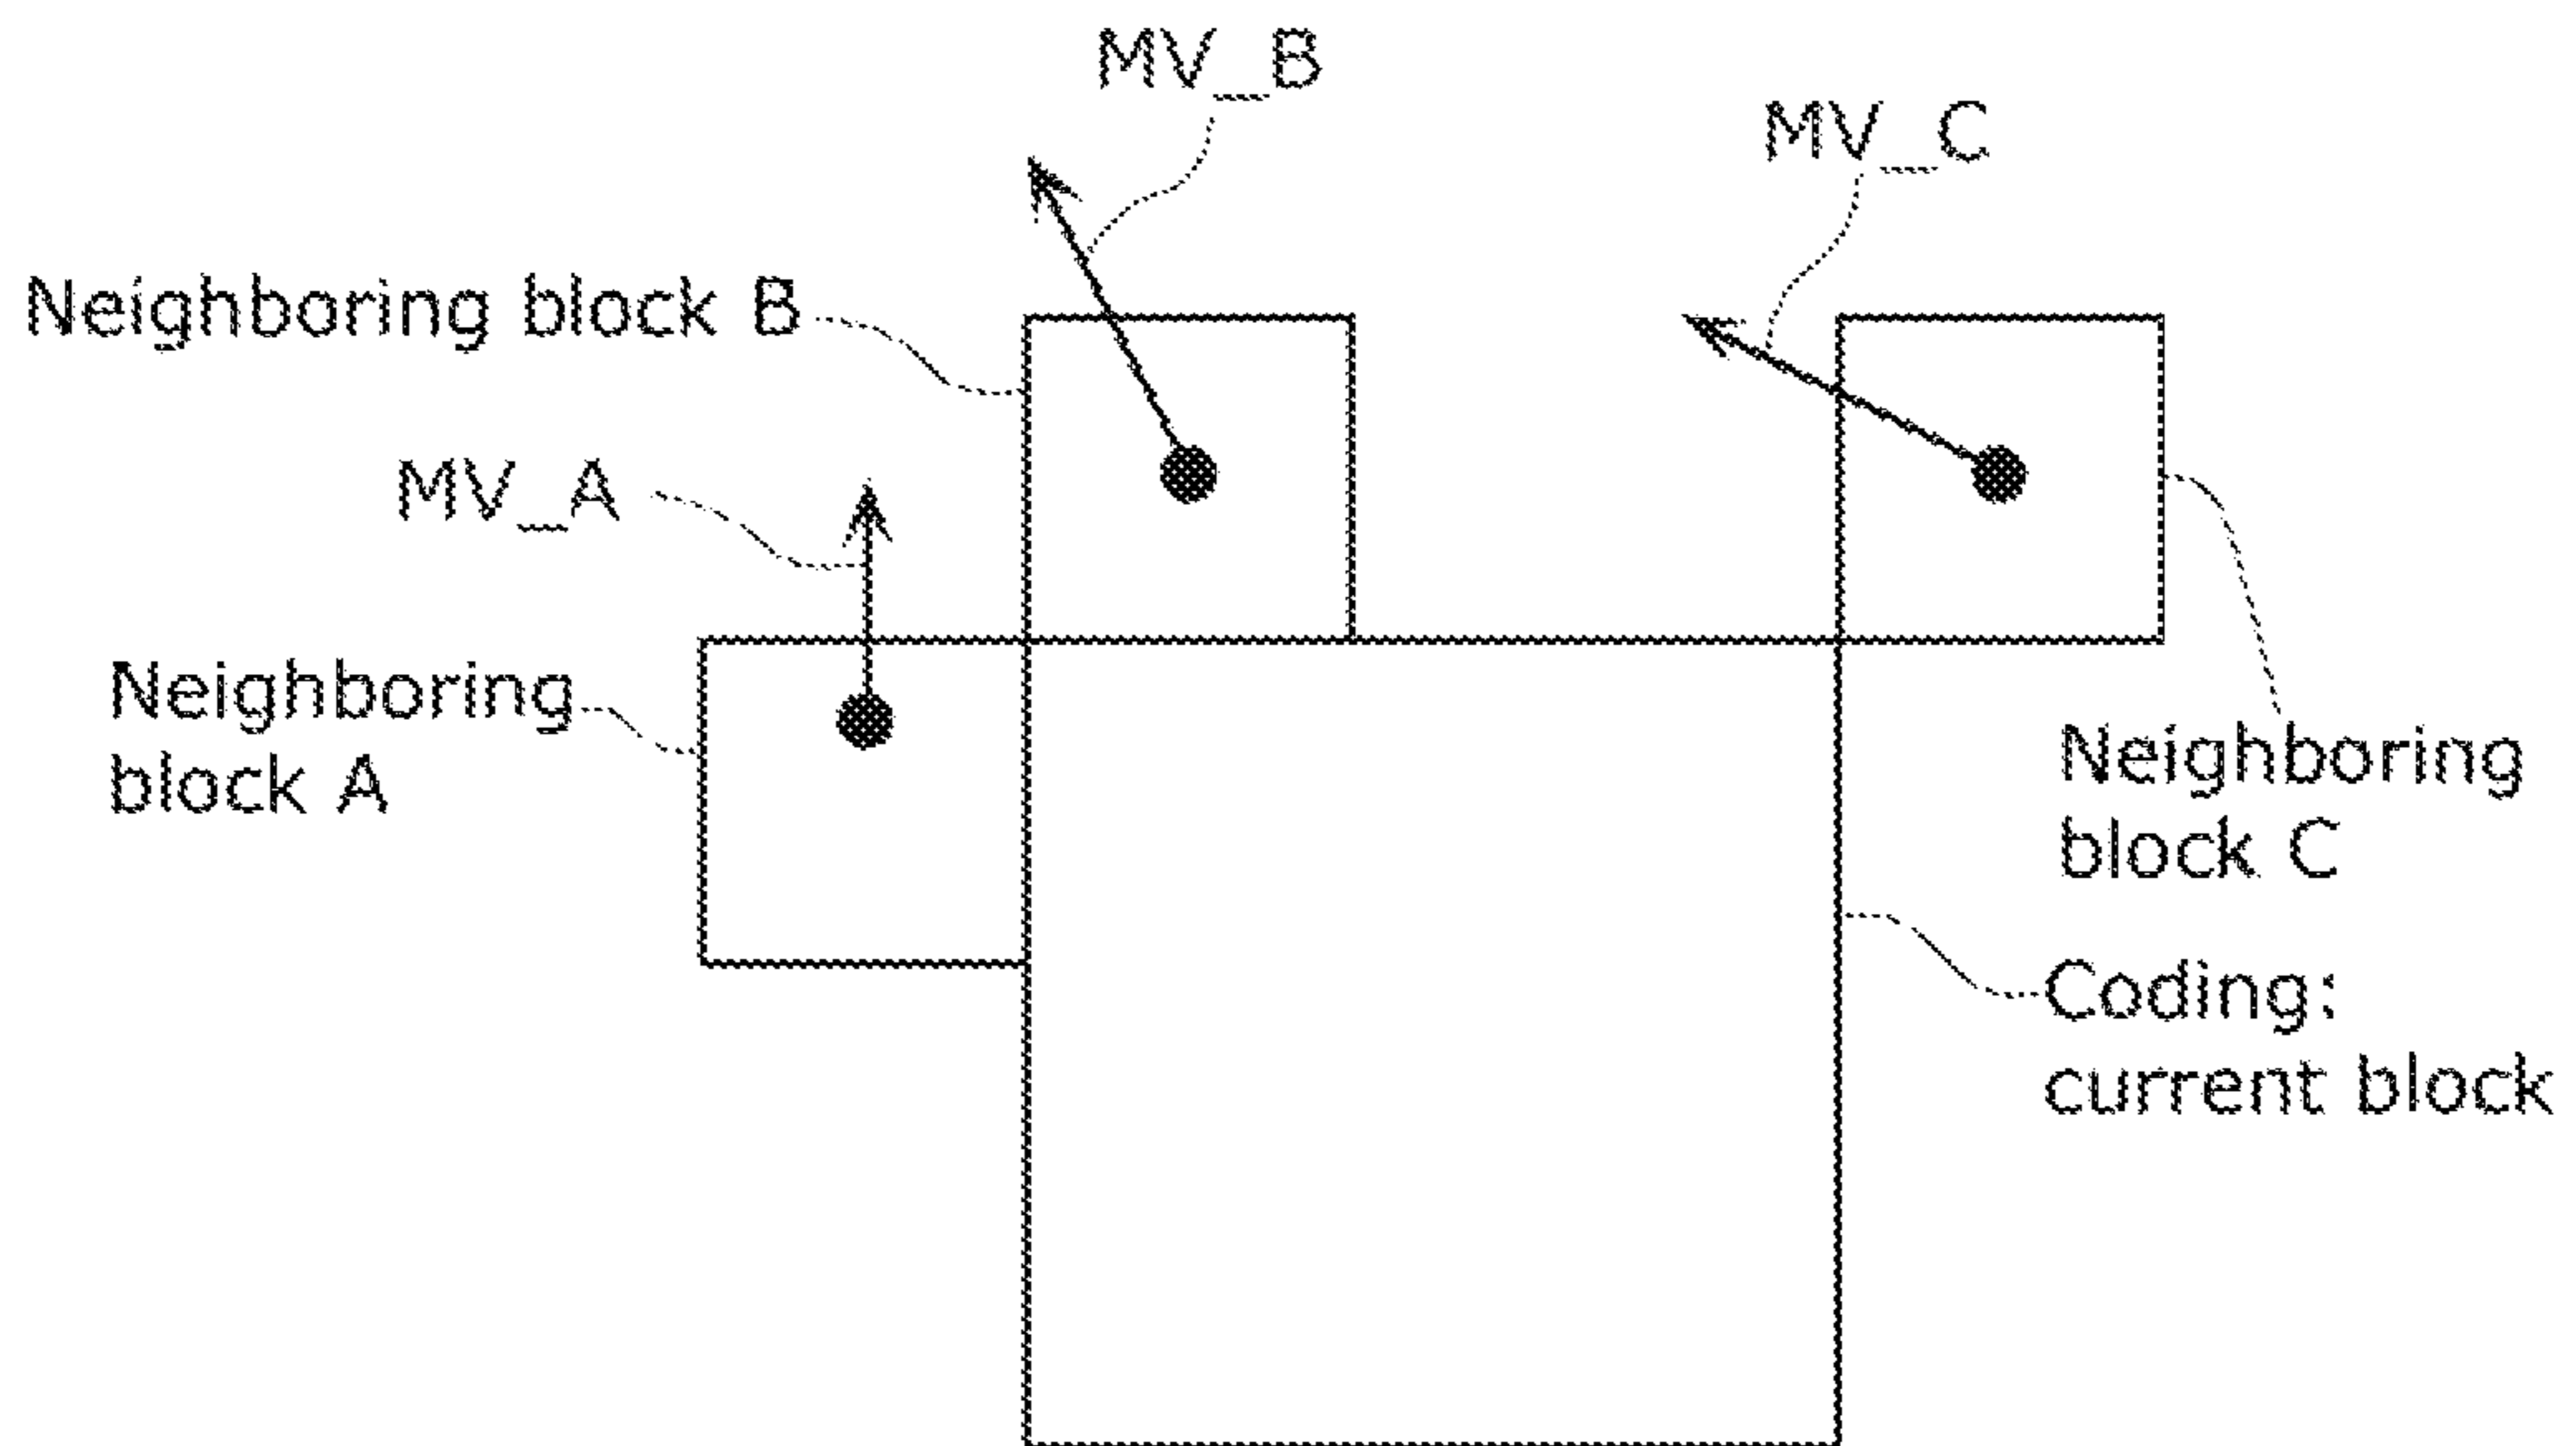 MV_B
MV_C
Neighboring block B
MV_A
Neighboring
block A
Neighboring
block C
Coding:
current block